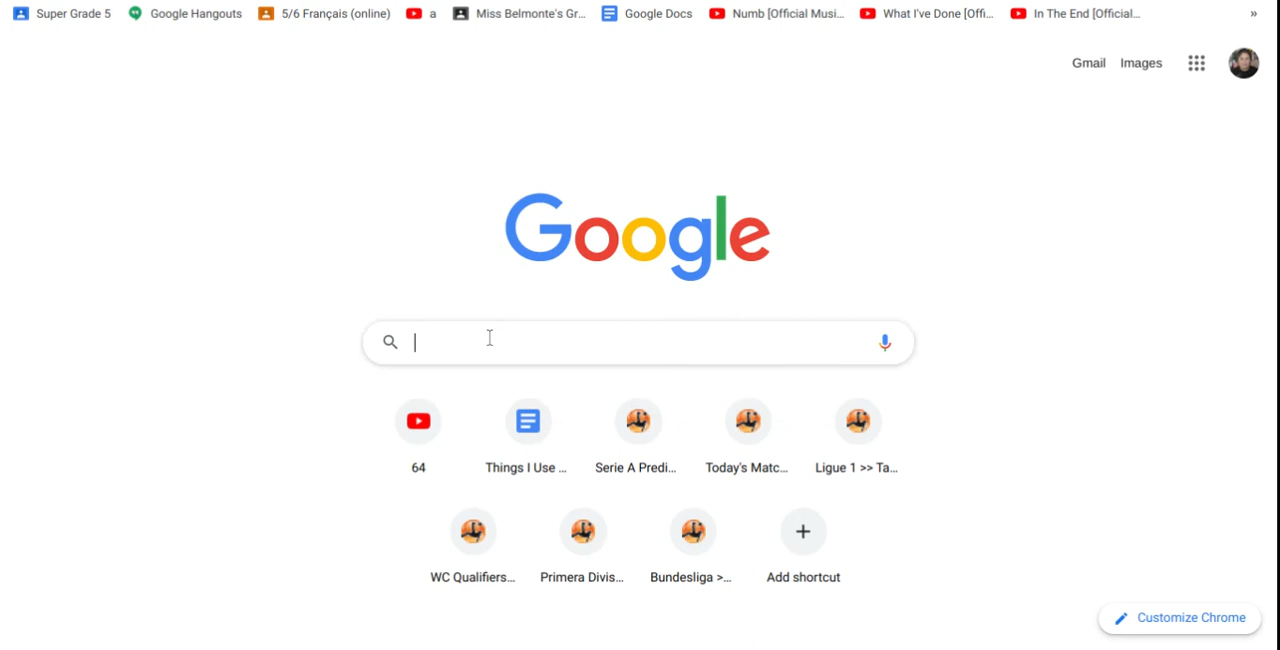 Super Grade 5 Google Hangouts 5/6 Français (online) a Miss Belmonte's Gr... Google Docs Numb [Official Musi... What I've Done [Offi... In The End [Official... »
Gmail Images
Google
64 Things I Use ... Serie A Predi... Today's Matc... Ligue 1 >> Ta...
WC Qualifiers... Primera Divis... Bundesliga >... Add shortcut
Customize Chrome